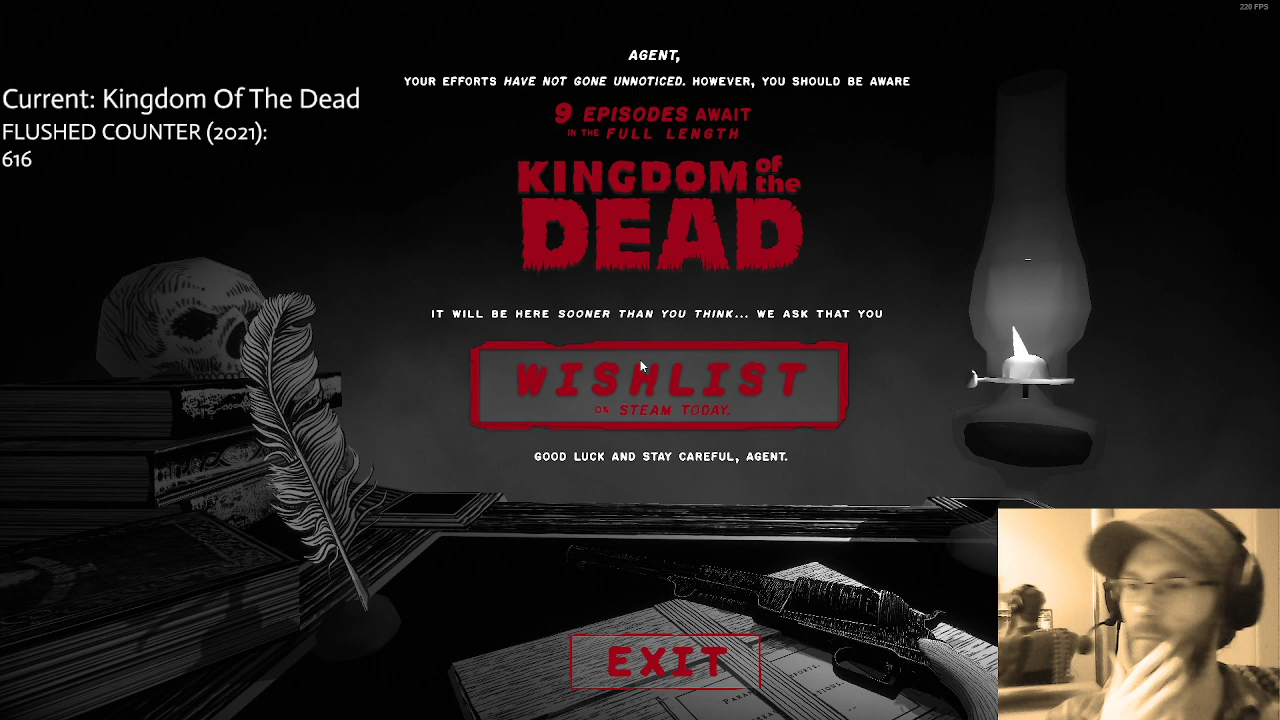 220 FPS
AGENT,
YOUR EFFORTS HAVE NOT GONE UNNOTICED. HOWEVER, YOU SHOULD BE AWARE
Current: Kingdom Of The Dead
FLUSHED COUNTER (2021):
616
9 EPISODES AWAIT
IN THE FULL LENGTH
KINGDOM of the
DEAD
IT WILL BE HERE SOONER THAN YOU THINK... WE ASK THAT YOU
WISHLIST
ON STEAM TODAY.
GOOD LUCK AND STAY CAREFUL, AGENT.
EXIT